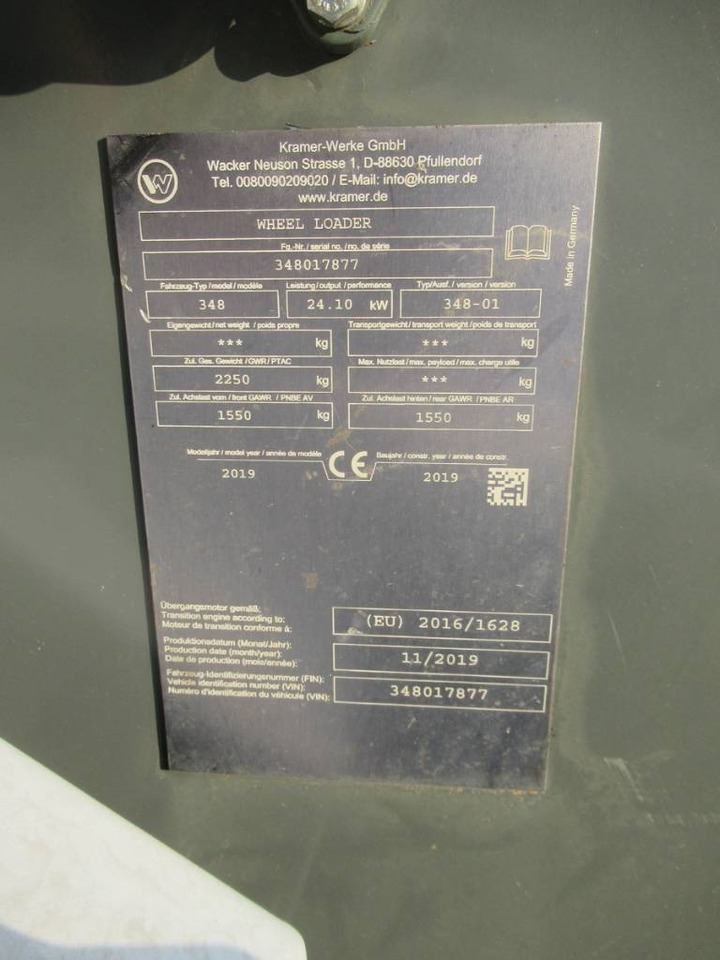 Kramer-Werke GmbH
Wacker Neuson Strasse 1, D-88630 Pfullendorf
Tel. 0080090209020 / E-Mail: info@kramer.de
www.kramer.de
WHEEL LOADER
Fg.-Nr./ serial no. / no. de série
348017877
Made in Germany
Fahrzeug-Typ / model / modèle
Leistung / output / performance
Typ/Ausf. / version / version
348
24.10 kW
348-01
Eigengewicht / net weight / poids propre
Transportgewicht / transport weight / poids de transport
*** kg
*** kg
Zul. Ges. Gewicht / GWR / PTAC
Max. Nutzlast / max. payload / max. charge utile
2250 kg
*** kg
Zul. Achslast vorn / front GAWR / PNBE AV
Zul. Achslast hinten / rear GAWR / PNBE AR
1550 kg
1550 kg
Modelljahr / model year / année de modèle
CE
Baujahr / constr. year / année de constr.
2019
2019
Übergangsmotor gemäß:
Transition engine according to:
Moteur de transition conforme à:
(EU) 2016/1628
Produktionsdatum (Monat/Jahr):
Production date (month/year):
Date de production (mois/année):
11/2019
Fahrzeug-Identifizierungsnummer (FIN):
Vehicle identification number (VIN):
Numéro d'identification du véhicule (VIN):
348017877